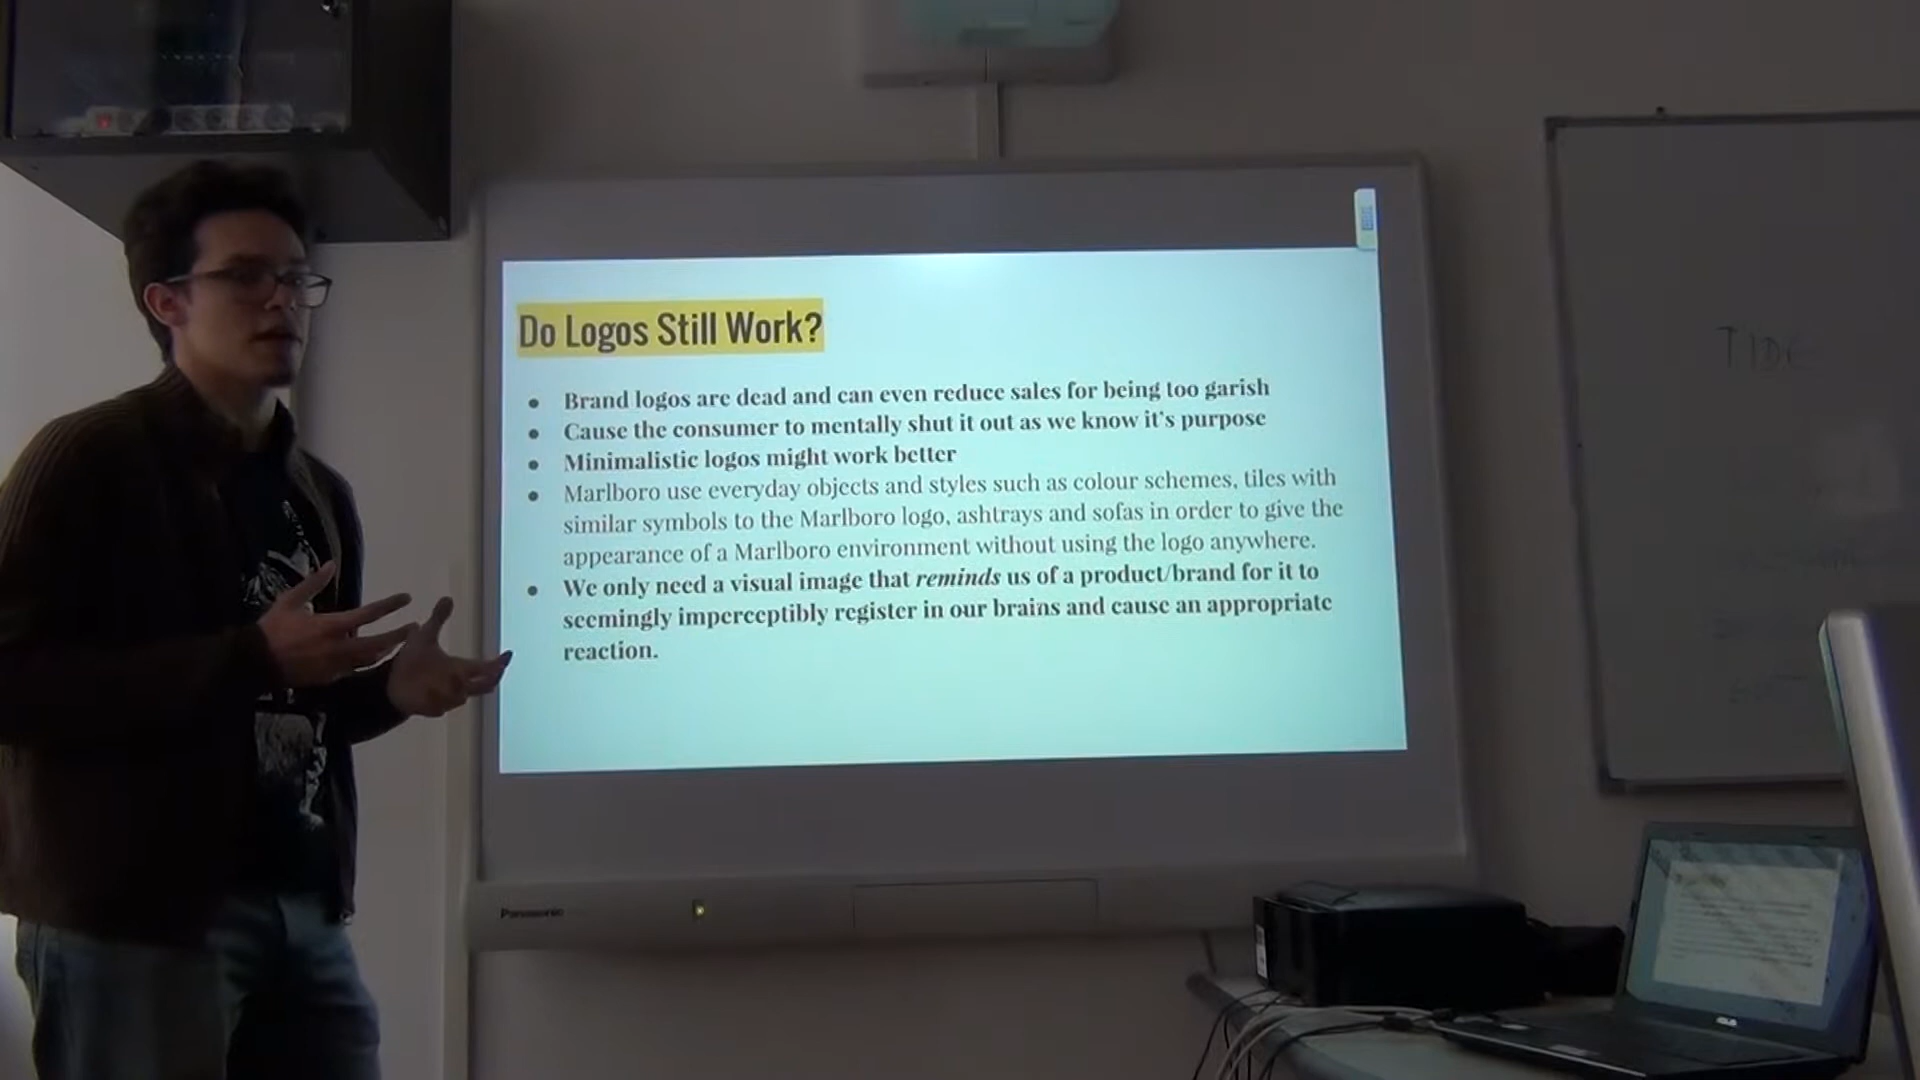 Do Logos Still Work?
Brand logos are dead and can even reduce sales for being too garish
Cause the consumer to mentally shut it out as we know it's purpose
Minimalistic logos might work better
Marlboro use everyday objects and styles such as colour schemes, tiles with
similar symbols to the Marlboro logo, ashtrays and sofas in order to give the
appearance of a Marlboro environment without using the logo anywhere.
We only need a visual image that reminds us of a product/brand for it to
seemingly imperceptibly register in our brains and cause an appropriate
reaction.
TIDE
Panasonic
ASUS